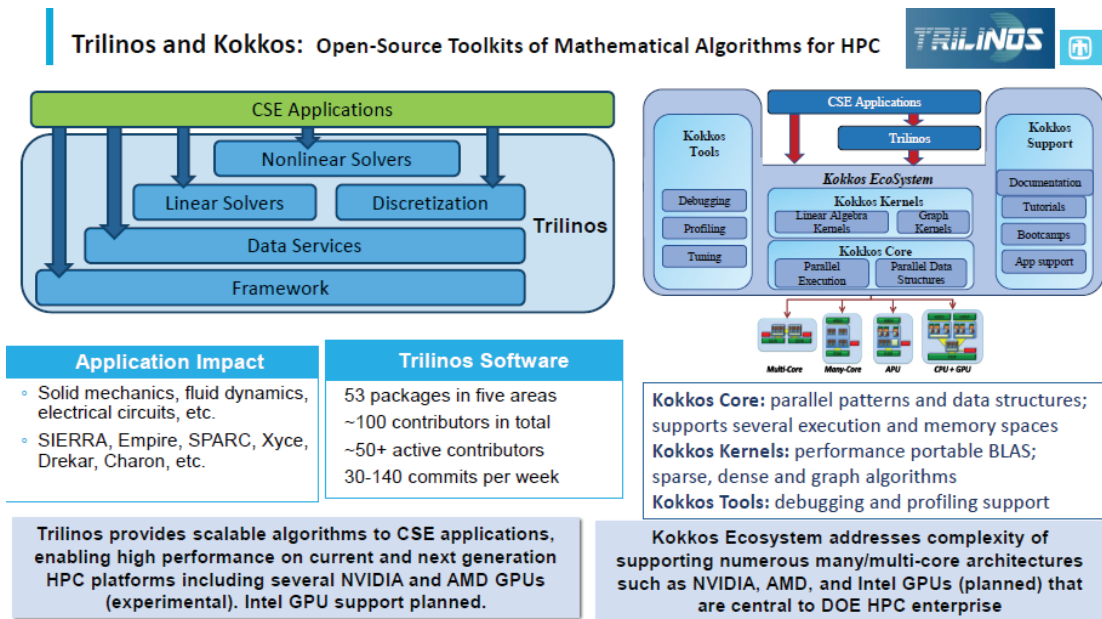 Trilinos and Kokkos: Open-Source Toolkits of Mathematical Algorithms for HPC
TRILINOS
CSE Applications
Nonlinear Solvers
Linear Solvers
Discretization
Trilinos
Data Services
Framework
CSE Applications
Trilinos
Kokkos
Tools
Debugging
Profiling
Tuning
Kokkos EcoSystem
Kokkos Kernels
Linear Algebra
Kernels
Graph
Kernels
Kokkos Core
Parallel
Execution
Parallel Data
Structures
Kokkos
Support
Documentation
Tutorials
Bootcamps
App support
Multi-Core
Many-Core
APU
CPU + GPU
Application Impact
◦ Solid mechanics, fluid dynamics,
electrical circuits, etc.
◦ SIERRA, Empire, SPARC, Xyce,
Drekar, Charon, etc.
Trilinos Software
53 packages in five areas
~100 contributors in total
~50+ active contributors
30-140 commits per week
Kokkos Core: parallel patterns and data structures;
supports several execution and memory spaces
Kokkos Kernels: performance portable BLAS;
sparse, dense and graph algorithms
Kokkos Tools: debugging and profiling support
Trilinos provides scalable algorithms to CSE applications,
enabling high performance on current and next generation
HPC platforms including several NVIDIA and AMD GPUs
(experimental). Intel GPU support planned.
Kokkos Ecosystem addresses complexity of
supporting numerous many/multi-core architectures
such as NVIDIA, AMD, and Intel GPUs (planned) that
are central to DOE HPC enterprise